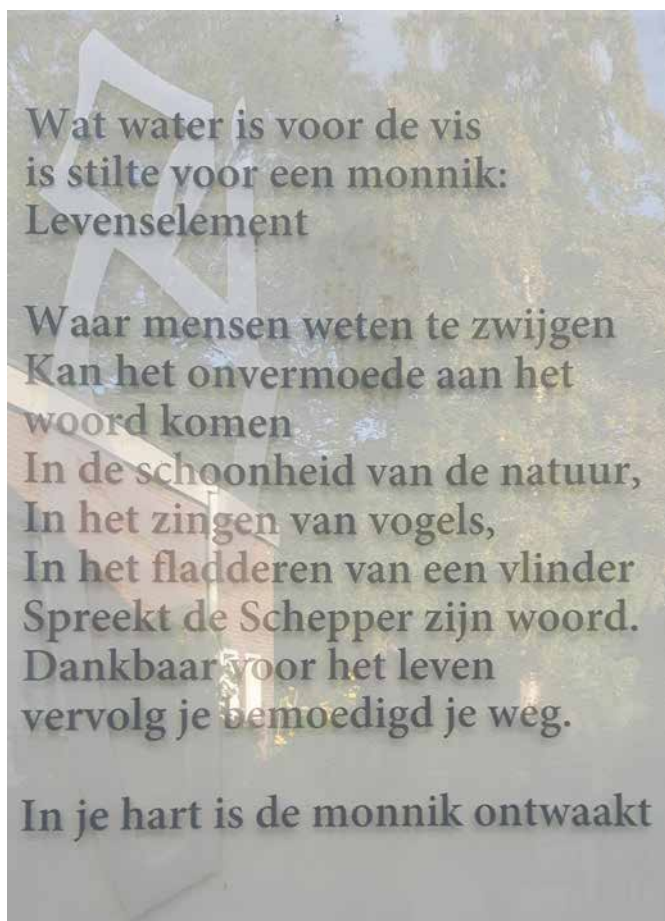 Wat water is voor de vis
is stilte voor een monnik:
Levenselement
Waar mensen weten te zwijgen
Kan het onvermoede aan het
woord komen
In de schoonheid van de natuur,
In het zingen van vogels,
In het fladderen van een vlinder
Spreekt de Schepper zijn woord.
Dankbaar voor het leven
vervolg je bemoedigd je weg.
In je hart is de monnik ontwaakt